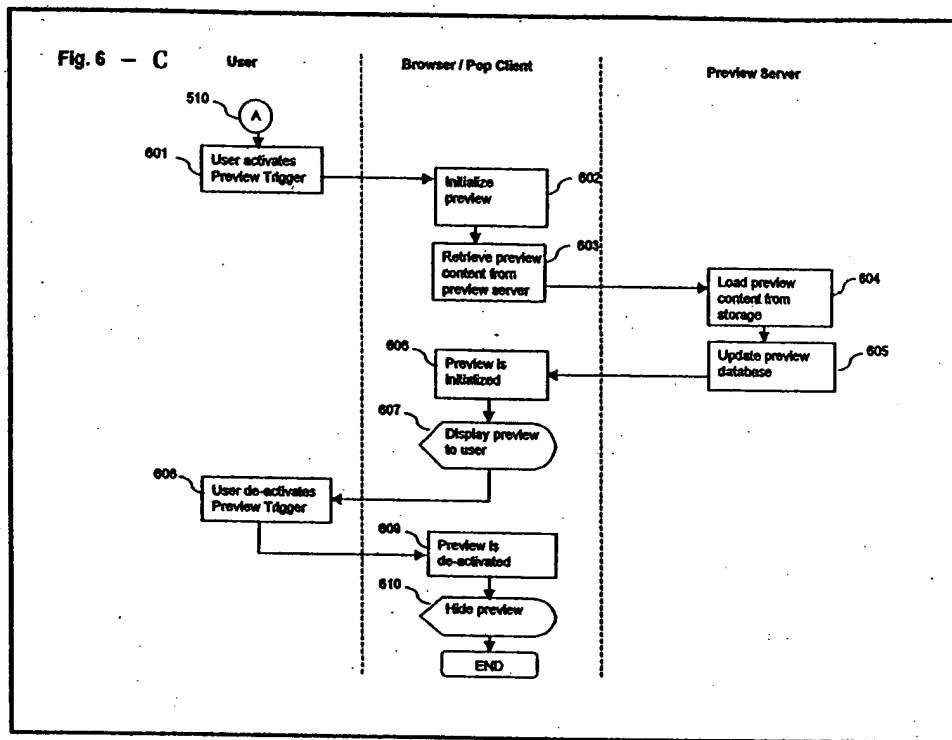 Fig. 6 – C
User
Browser / Pop Client
Preview Server
510
A
601
User activates
Preview Trigger
Initialize
preview
602
Retrieve preview
content from
preview server
603
Load preview
content from
storage
604
Update preview
database
605
606
Preview is
initialized
607
Display preview
to user
606
User de-activates
Preview Trigger
609
Preview is
de-activated
610
Hide preview
END